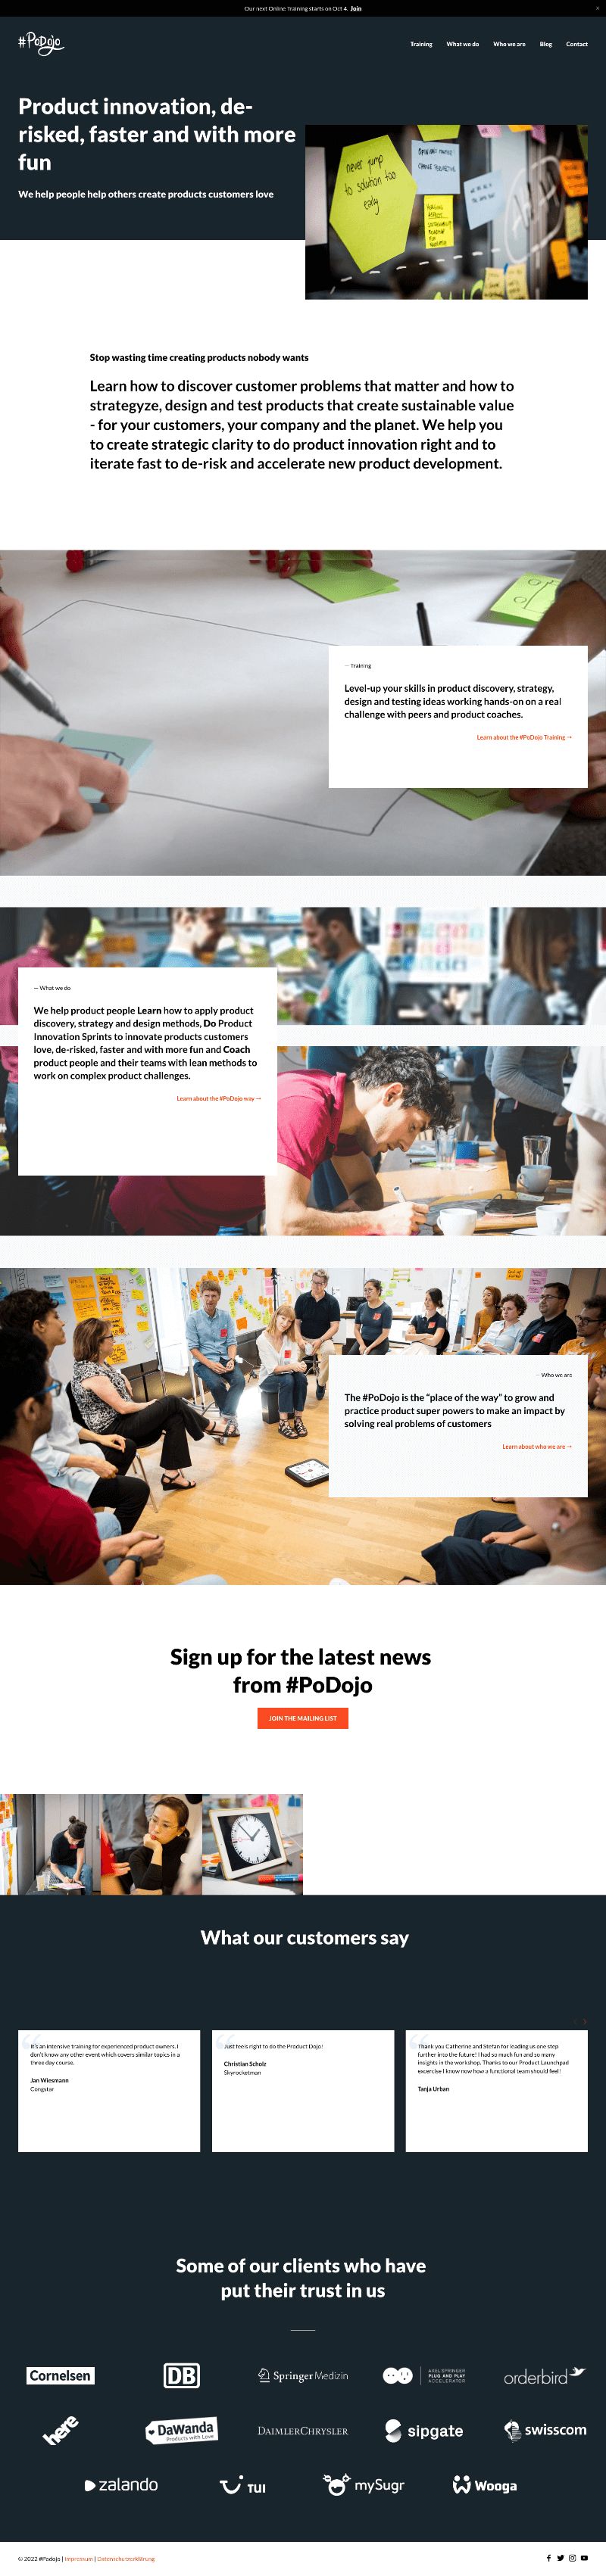 Our next Online Training starts on Oct 4. Join
×
#PoDojo
Training What we do Who we are Blog Contact
Product innovation, de-
risked, faster and with more
fun
We help people help others create products customers love
never jump
to solution too
early
Stop wasting time creating products nobody wants
Learn how to discover customer problems that matter and how to
strategyze, design and test products that create sustainable value
- for your customers, your company and the planet. We help you
to create strategic clarity to do product innovation right and to
iterate fast to de-risk and accelerate new product development.
— Training
Level-up your skills in product discovery, strategy,
design and testing ideas working hands-on on a real
challenge with peers and product coaches.
Learn about the #PoDojo Training →
— What we do
We help product people Learn how to apply product
discovery, strategy and design methods, Do Product
Innovation Sprints to innovate products customers
love, de-risked, faster with more fun and Coach
product people and their teams with lean methods to
work on complex product challenges.
Learn about the #PoDojo way →
— Who we are
The #PoDojo is the “place of the way” to grow and
practice product super powers to make an impact by
solving real problems of customers
Learn about who we are →
Sign up for the latest news
from #PoDojo
JOIN THE MAILING LIST
What our customers say
It's an intensive training for experienced product owners. I
don't know any other event which covers similar topics in a
three day course.
Jan Wiesmann
Congstar
Just feels right to do the Product Dojo!
Christian Scholz
Skyrocketman
Thank you Catherine and Stefan for leading us one step
further into the future! I had so much fun and so many
insights in the workshop. Thanks to our Product Launchpad
excercise I know now how a functional team should feel!
Tanja Urban
Some of our clients who have
put their trust in us
Cornelsen
DB
Springer Medizin
AXEL SPRINGER
PLUG AND PLAY
ACCELERATOR
orderbird
here
DaWanda
Products with Love
DAIMLERCHRYSLER
sipgate
swisscom
zalando
TUI
mySugr
Wooga
© 2022 #Podojo | Impressum | Datenschutzerklärung